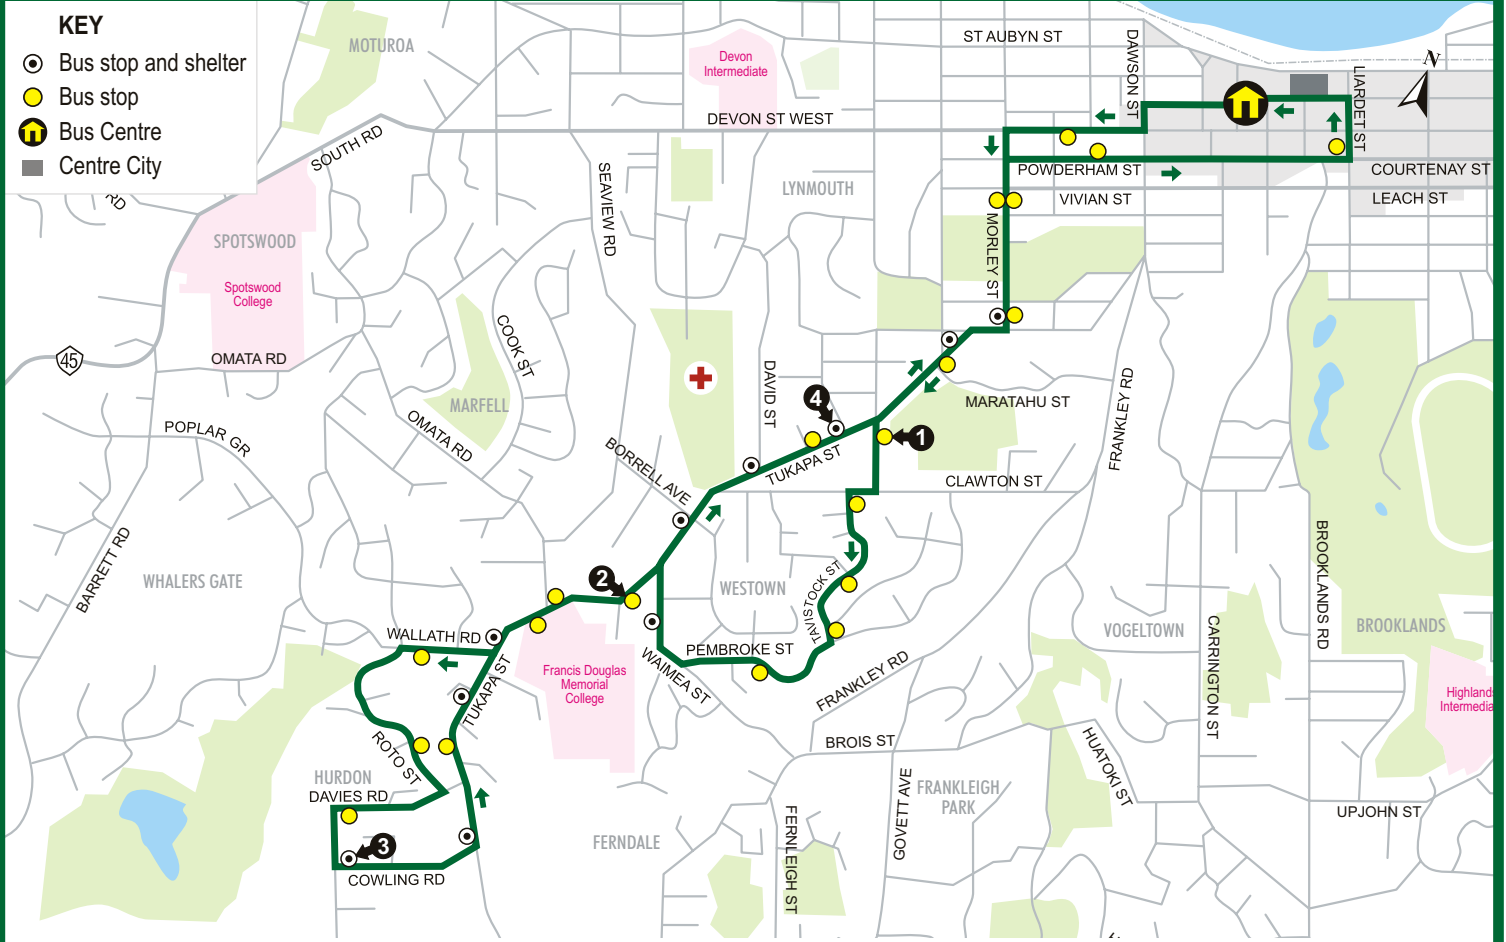 KEY
Bus stop and shelter
Bus stop
Bus Centre
Centre City
MOTUROA
SOUTH RD
RD
Devon
Intermediate
DEVON ST WEST
ST AUBYN ST
DAWSON ST
LIARDET ST
N
POWDERHAM ST
COURTENAY ST
VIVIAN ST
LEACH ST
LYNMOUTH
SEAVIEW RD
MORLEY ST
SPOTSWOOD
Spotswood
College
45
OMATA RD
COOK ST
MARFELL
OMATA RD
POPLAR GR
BARRETT RD
WHALERS GATE
BORRELL AVE
DAVID ST
4
1
TUKAPA ST
MARATAHU ST
CLAWTON ST
FRANKLEY RD
BROOKLANDS RD
2
WESTOWN
TAVISTOCK ST
WALLATH RD
PEMBROKE ST
WAIMEA ST
FRANKLEY RD
VOGELTOWN
CARRINGTON ST
BROOKLANDS
Francis Douglas
Memorial
College
TUKAPA ST
ROTO ST
HURDON
DAVIES RD
3
COWLING RD
FERNDALE
BROIS ST
FERNLEIGH ST
GOVETT AVE
FRANKLEIGH
PARK
HUATOKI ST
UPJOHN ST
Highlands
Intermedia